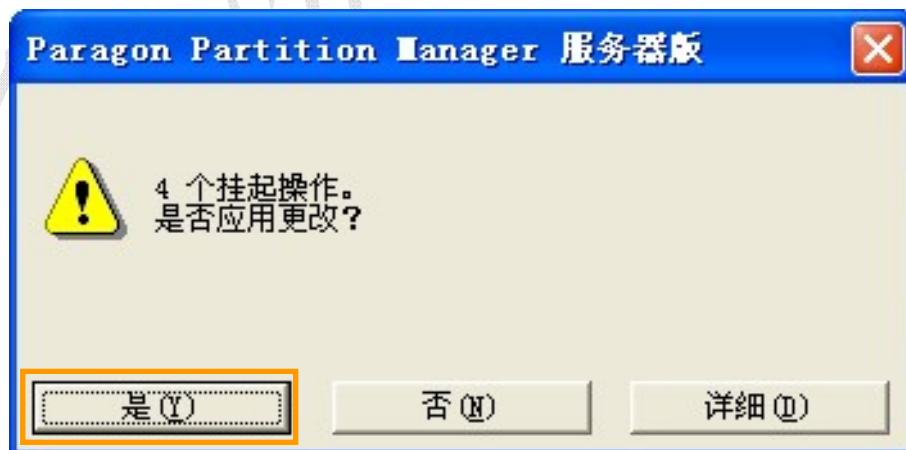 Paragon Partition Manager 服务器版
4 个挂起操作。
是否应用更改?
是(Y)
否(N)
详细(D)